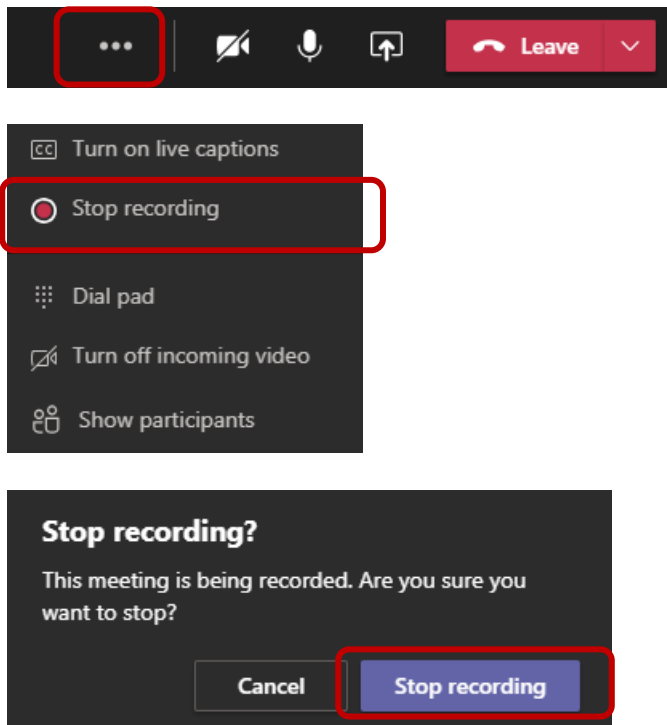 Leave
CC Turn on live captions
Stop recording
Dial pad
Turn off incoming video
Show participants
Stop recording?
This meeting is being recorded. Are you sure you
want to stop?
Cancel Stop recording